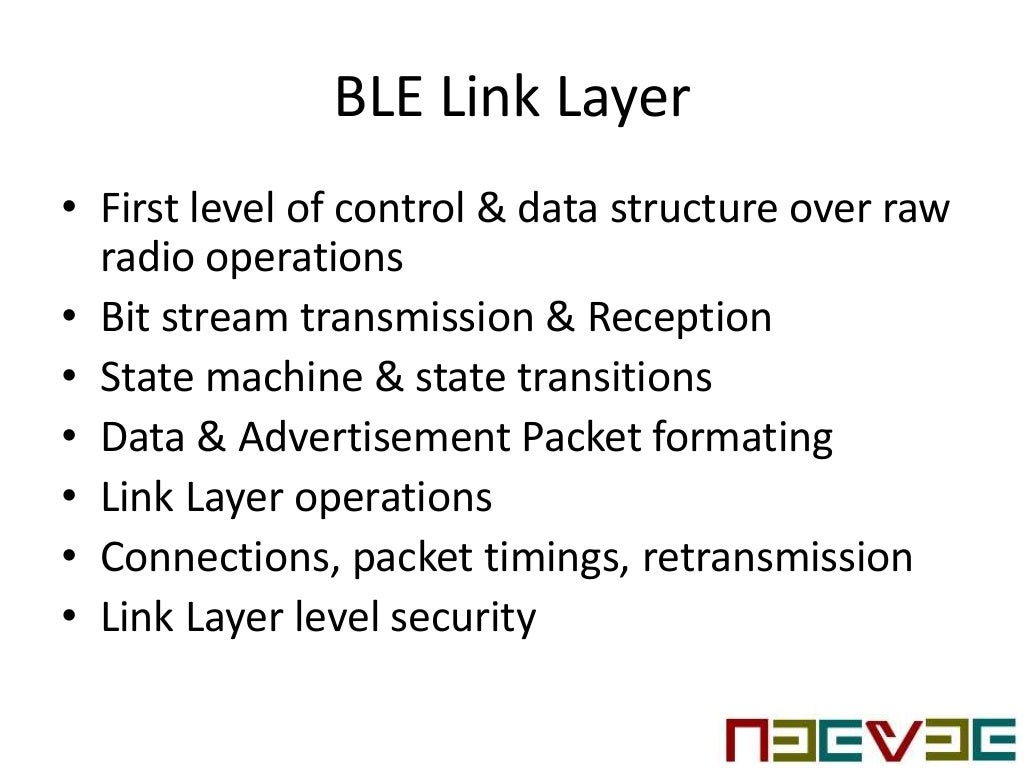 BLE Link Layer
• First level of control & data structure over raw
radio operations
• Bit stream transmission & Reception
• State machine & state transitions
• Data & Advertisement Packet formating
• Link Layer operations
• Connections, packet timings, retransmission
• Link Layer level security